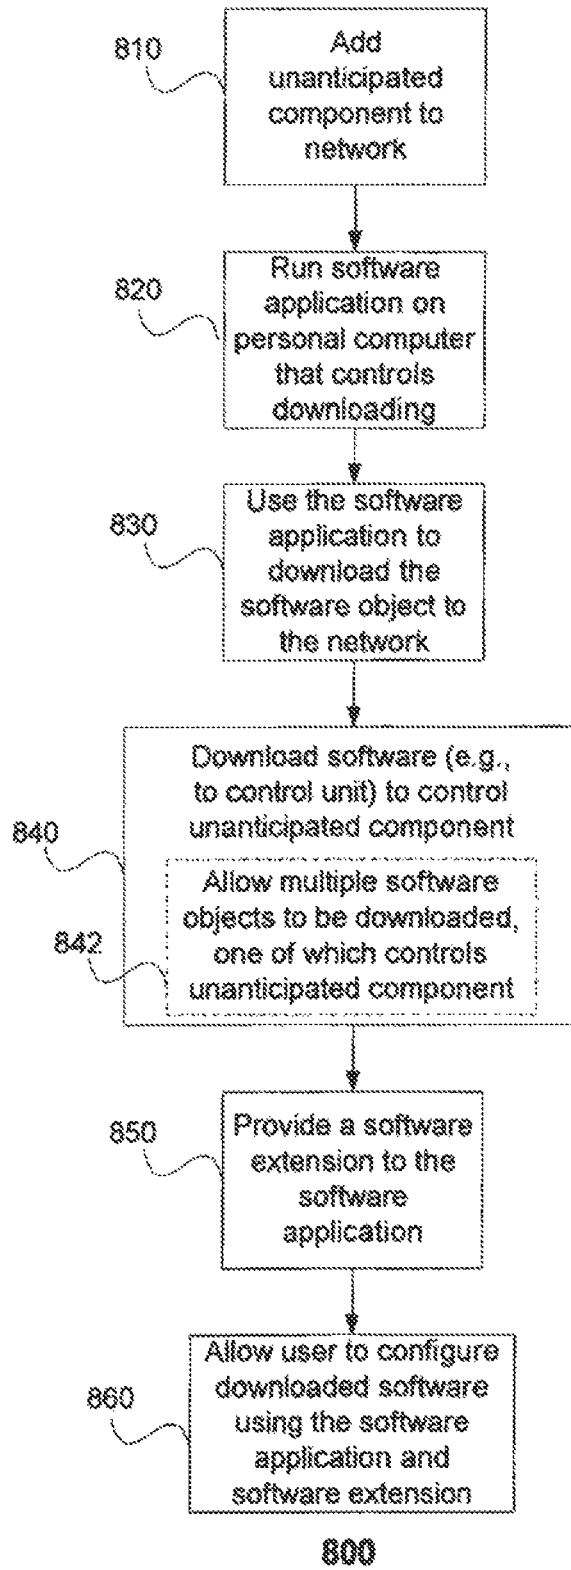 810
Add
unanticipated
component to
network
820
Run software
application on
personal computer
that controls
downloading
830
Use the software
application to
download the
software object to
the network
840
Download software (e.g.,
to control unit) to control
unanticipated component
842
Allow multiple software
objects to be downloaded,
one of which controls
unanticipated component
850
Provide a software
extension to the
software
application
860
Allow user to configure
downloaded software
using the software
application and
software extension
800